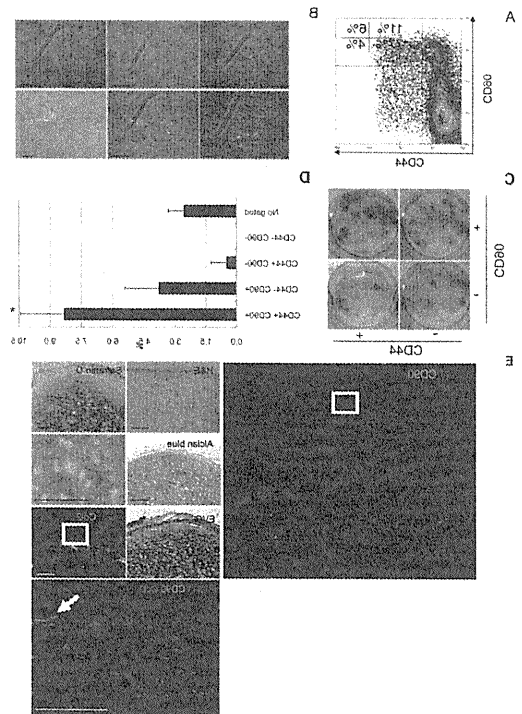 A
B
6%
11%
4%
CD90
CD44
C
D
No gated
CD44- CD90-
CD44+ CD90-
CD44- CD90+
CD44+ CD90+
*
0.0
1.5
3.0
4.5
6.0
7.5
9.0
10.5
%
CD90
+
-
+
-
CD44
E
CD90
H&E
Safranin O
Alcian blue
EVG